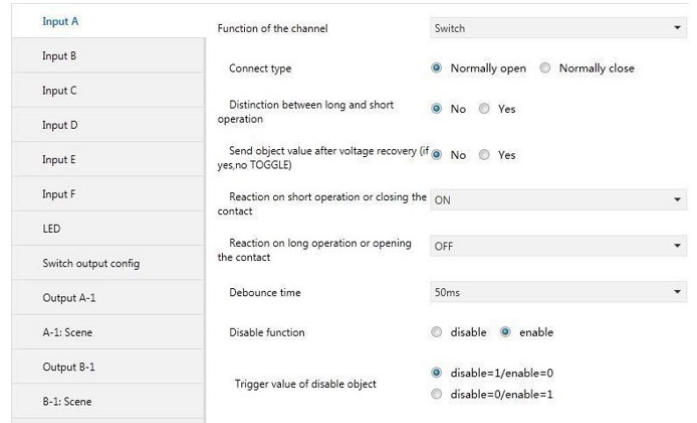 Input A
Input B
Input C
Input D
Input E
Input F
LED
Switch output config
Output A-1
A-1: Scene
Output B-1
B-1: Scene
Function of the channel
Switch
Connect type
Normally open Normally close
Distinction between long and short
operation
No Yes
Send object value after voltage recovery (if
yes,no TOGGLE)
No Yes
Reaction on short operation or closing the
contact
ON
Reaction on long operation or opening
the contact
OFF
Debounce time
50ms
Disable function
disable enable
Trigger value of disable object
disable=1/enable=0
disable=0/enable=1